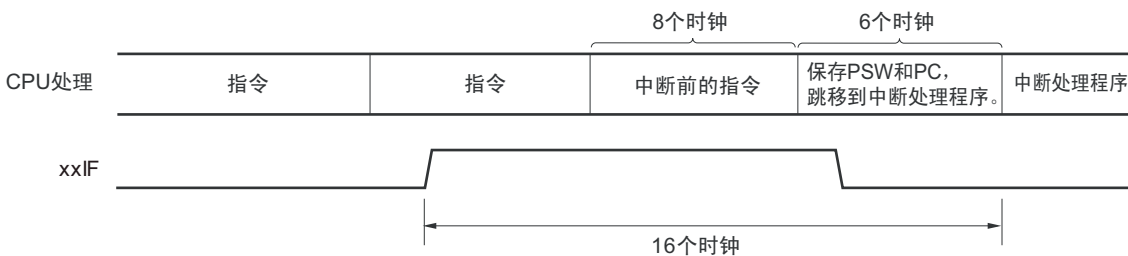 8个时钟
6个时钟
CPU处理
指令
指令
中断前的指令
保存PSW和PC，
跳移到中断处理程序。
中断处理程序
xxIF
16个时钟